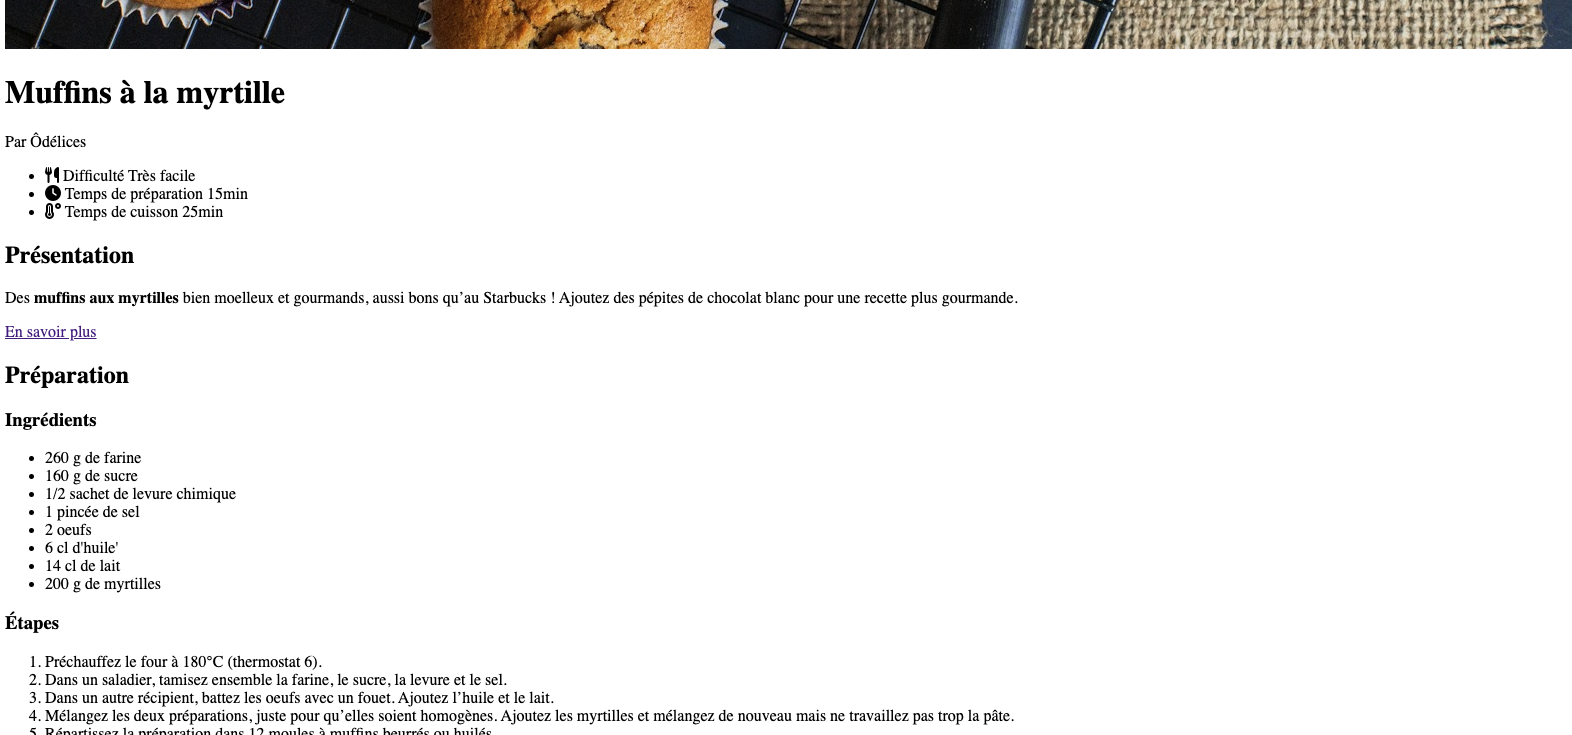 Muffins à la myrtille
Par Ôdélices
Difficulté Très facile
Temps de préparation 15min
Temps de cuisson 25min
Présentation
Des muffins aux myrtilles bien moelleux et gourmands, aussi bons qu’au Starbucks ! Ajoutez des pépites de chocolat blanc pour une recette plus gourmande.
En savoir plus
Préparation
Ingrédients
260 g de farine
160 g de sucre
1/2 sachet de levure chimique
1 pincée de sel
2 oeufs
6 cl d'huile'
14 cl de lait
200 g de myrtilles
Étapes
1. Préchauffez le four à 180°C (thermostat 6).
2. Dans un saladier, tamisez ensemble la farine, le sucre, la levure et le sel.
3. Dans un autre récipient, battez les oeufs avec un fouet. Ajoutez l’huile et le lait.
4. Mélangez les deux préparations, juste pour qu’elles soient homogènes. Ajoutez les myrtilles et mélangez de nouveau mais ne travaillez pas trop la pâte.
5. Répartissez la préparation dans 12 moules à muffins beurrés ou huilés.